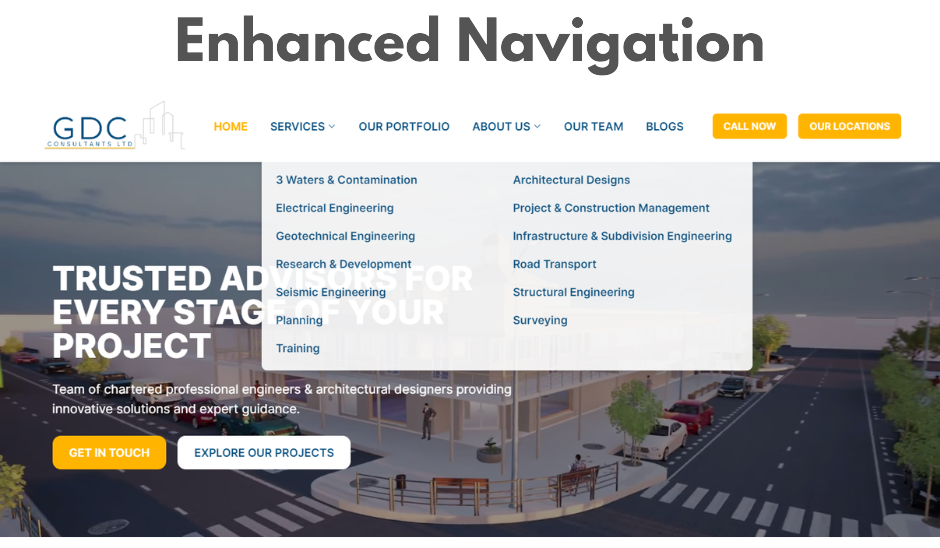 Enhanced Navigation
GDC
CONSULTANTS LTD
HOME
SERVICES
OUR PORTFOLIO
ABOUT US
OUR TEAM
BLOGS
CALL NOW
OUR LOCATIONS
3 Waters & Contamination
Electrical Engineering
Geotechnical Engineering
Research & Development
Seismic Engineering
Planning
Training
Architectural Designs
Project & Construction Management
Infrastructure & Subdivision Engineering
Road Transport
Structural Engineering
Surveying
TRUSTED ADVISORS FOR
EVERY STAGE OF YOUR
PROJECT
Team of chartered professional engineers & architectural designers providing
innovative solutions and expert guidance.
GET IN TOUCH
EXPLORE OUR PROJECTS